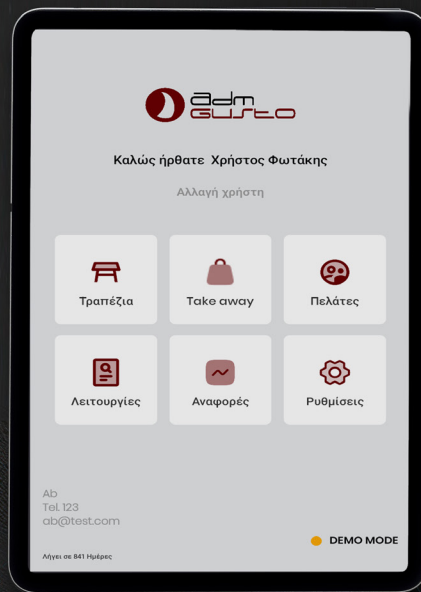 adm
GUSTO
Καλώς ήρθατε Χρήστος Φωτάκης
Αλλαγή χρήστη
Τραπέζια
Take away
Πελάτες
Λειτουργίες
Αναφορές
Ρυθμίσεις
Ab
Tel. 123
ab@test.com
DEMO MODE
Λήγει σε 841 Ημέρες